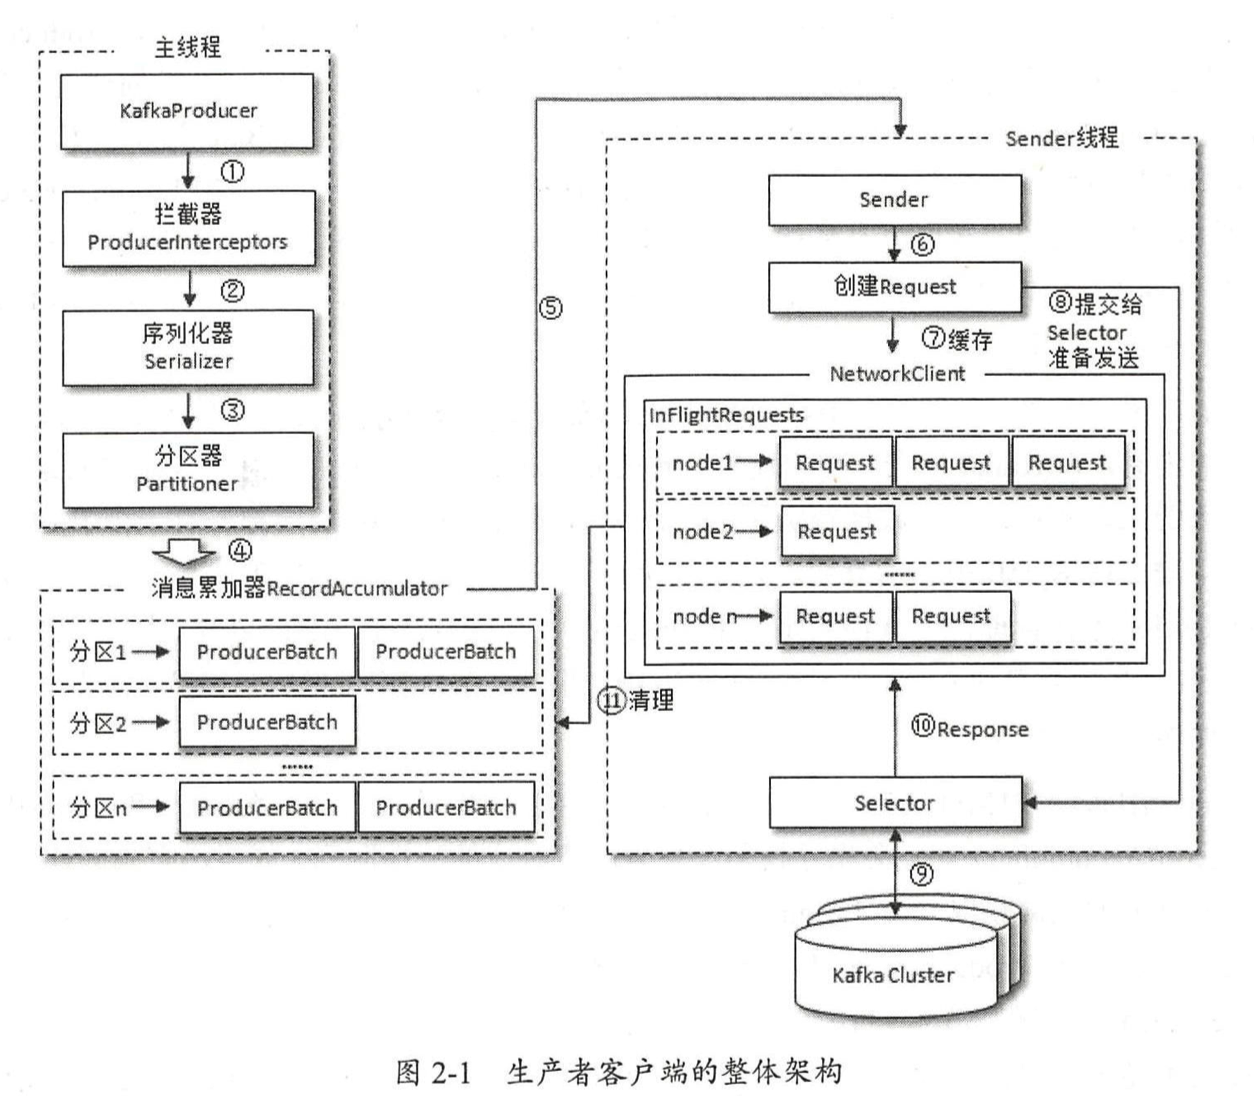 主线程
KafkaProducer
①
拦截器
ProducerInterceptors
②
序列化器
Serializer
③
分区器
Partitioner
④
消息累加器RecordAccumulator
分区1 ProducerBatch ProducerBatch
分区2 ProducerBatch
......
分区n ProducerBatch ProducerBatch
⑤
Sender线程
Sender
⑥
创建Request
⑦缓存
⑧提交给
Selector
准备发送
NetworkClient
InFlightRequests
node1 Request Request Request
node2 Request
......
node n Request Request
⑪清理
⑩Response
Selector
⑨
Kafka Cluster
图 2-1 生产者客户端的整体架构